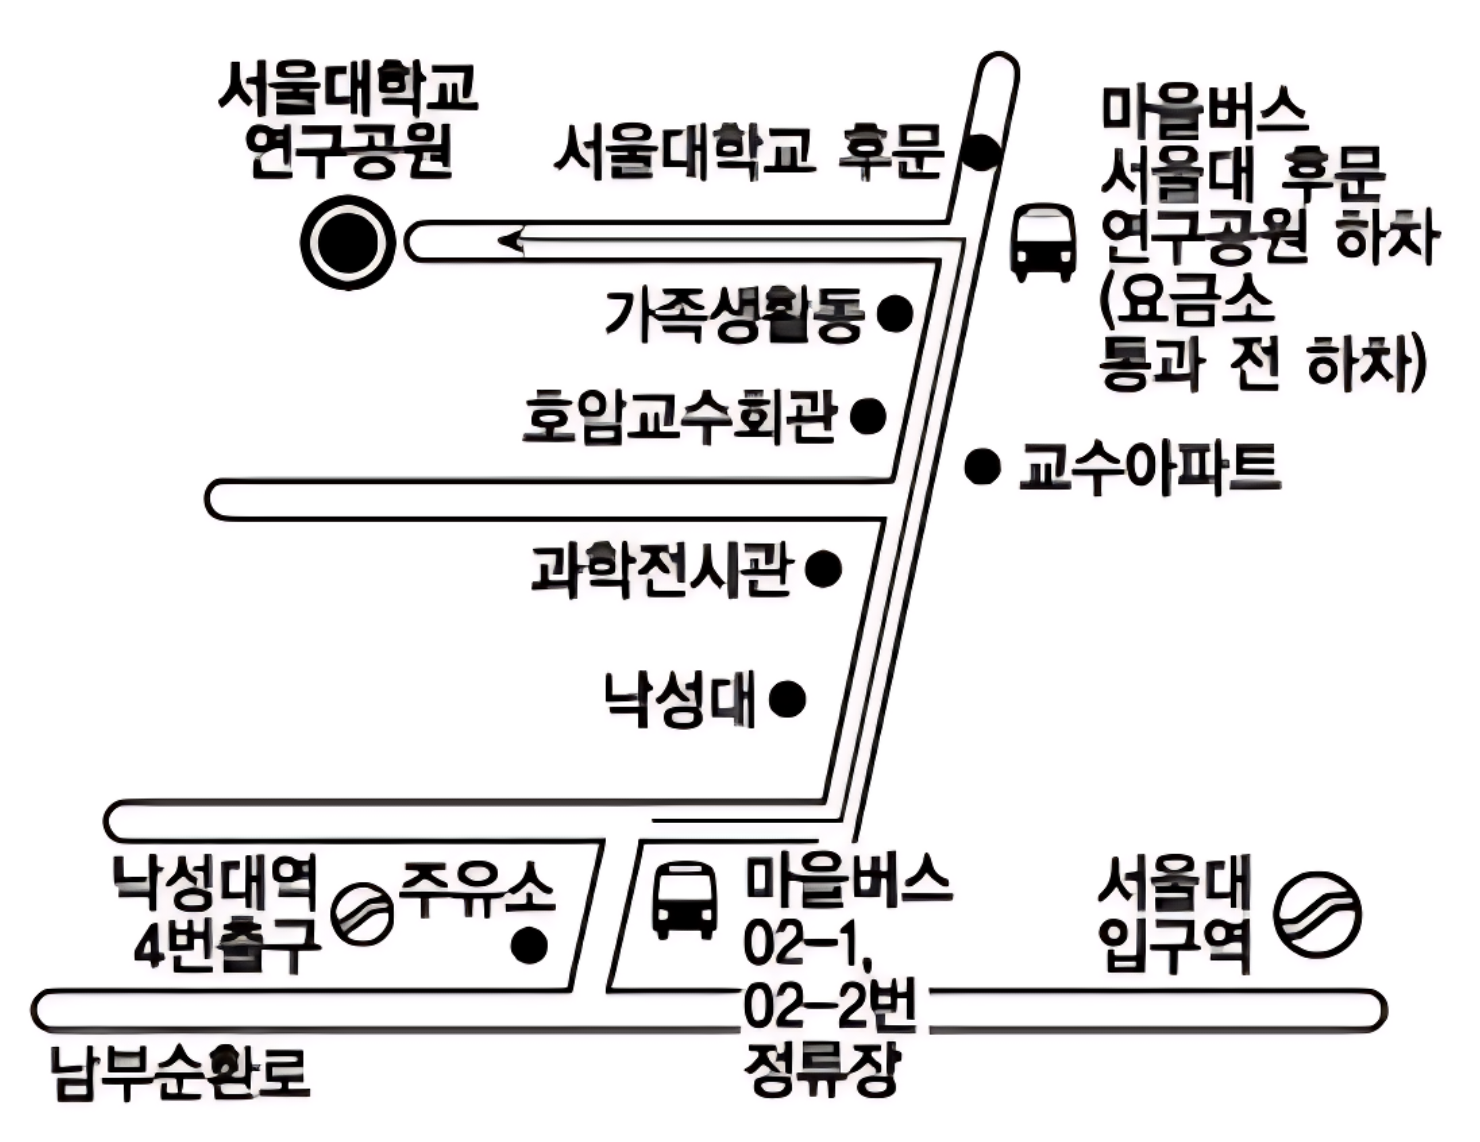 서울대학교
연구공원
서울대학교 후문
마을버스
서울대 후문
연구공원 하차
(요금소
통과 전 하차)
가족생활동
호암교수회관
교수아파트
과학전시관
낙성대
낙성대역
4번출구
주유소
마을버스
02-1,
02-2번
정류장
서울대
입구역
남부순환로